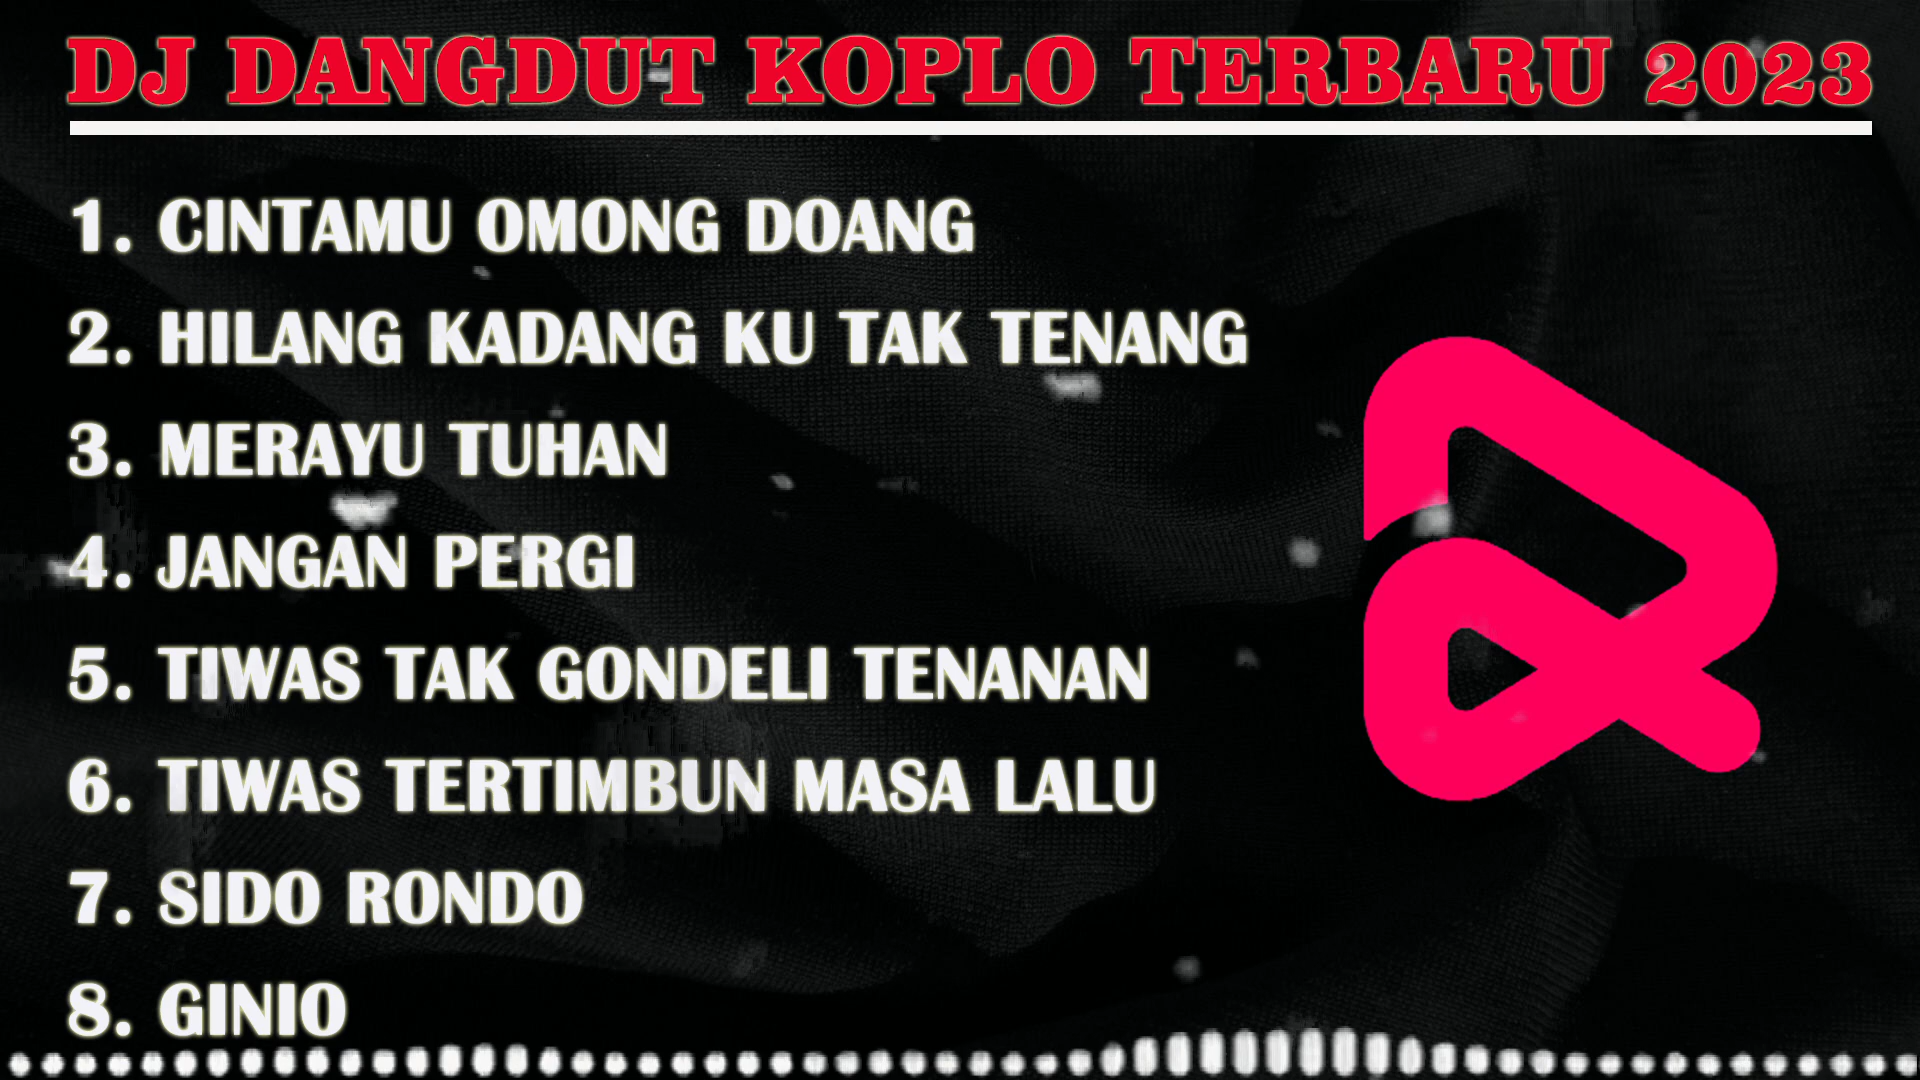 DJ DANGDUT KOPLO TERBARU 2023
1. CINTAMU OMONG DOANG
2. HILANG KADANG KU TAK TENANG
3. MERAYU TUHAN
4. JANGAN PERGI
5. TIWAS TAK GONDELI TENANAN
6. TIWAS TERTIMBUN MASA LALU
7. SIDO RONDO
8. GINIO